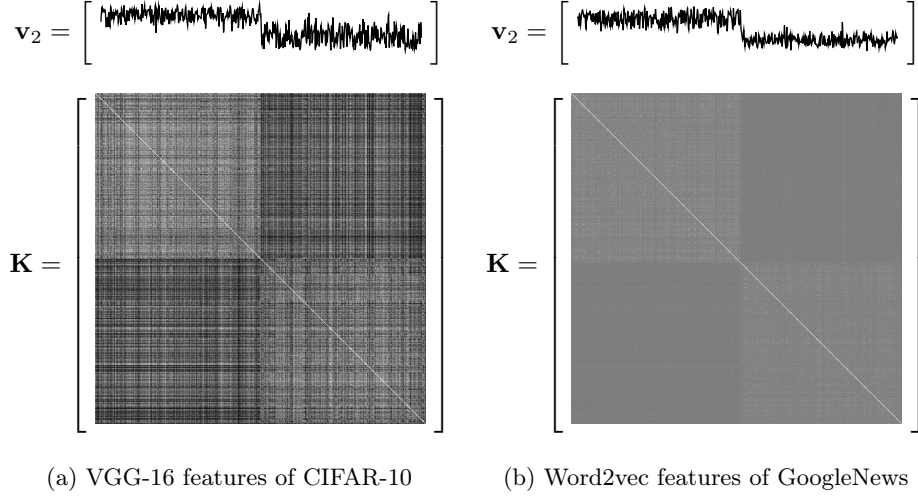 v₂ =
v₂ =
K =
K =
(a) VGG-16 features of CIFAR-10
(b) Word2vec features of GoogleNews